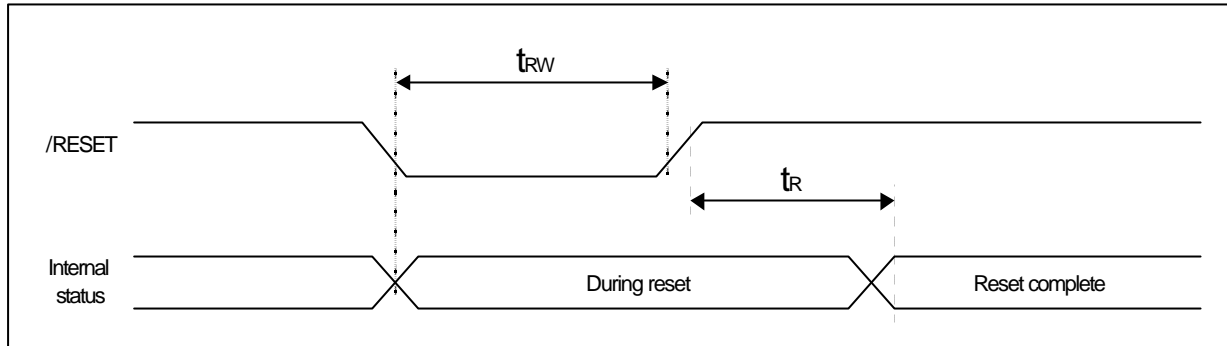 tRW
/RESET
tR
Internal
status
During reset
Reset complete